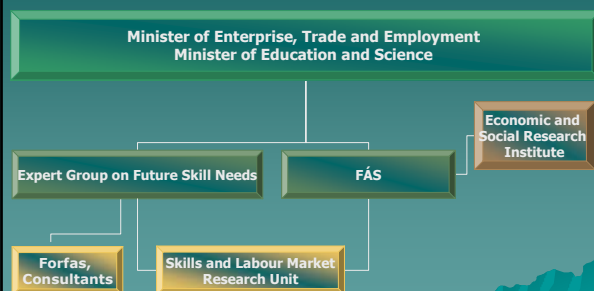 Minister of Enterprise, Trade and Employment
Minister of Education and Science
Economic and
Social Research
Institute
Expert Group on Future Skill Needs
FÁS
Forfas,
Consultants
Skills and Labour Market
Research Unit